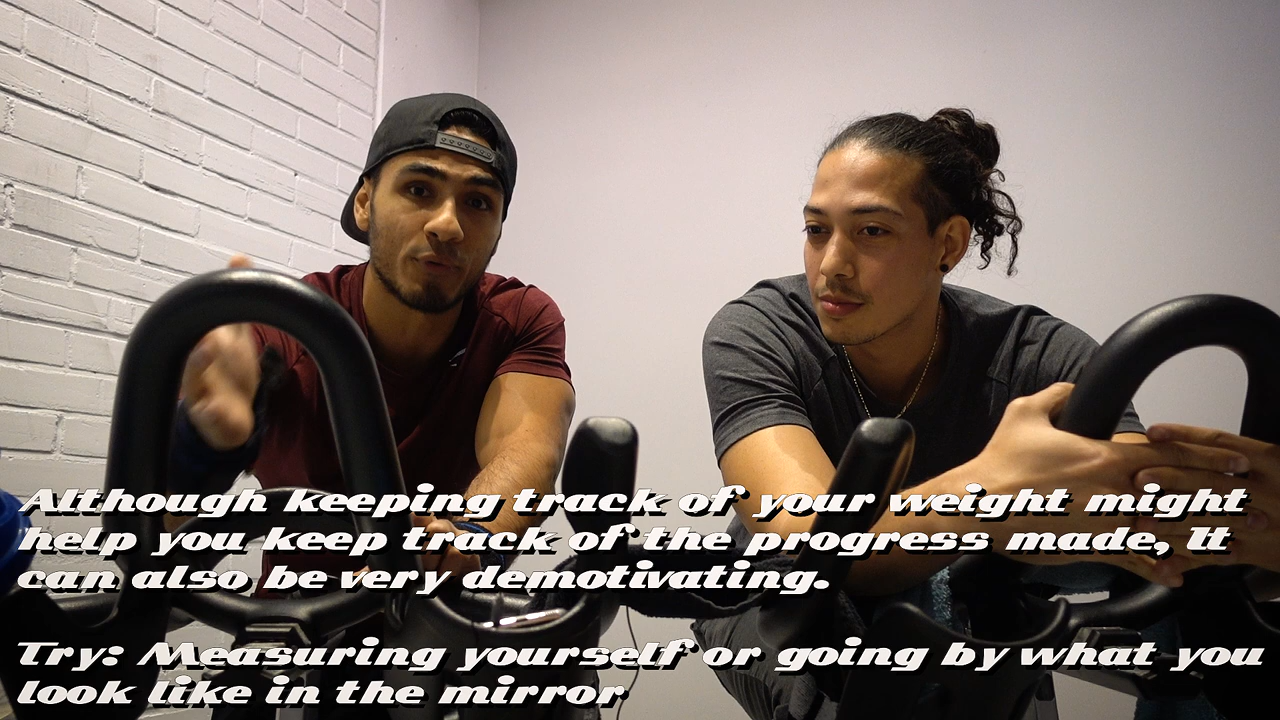 Although keeping track of your weight might
help you keep track of the progress made, It
can also be very demotivating.
Try: Measuring yourself or going by what you
look like in the mirror